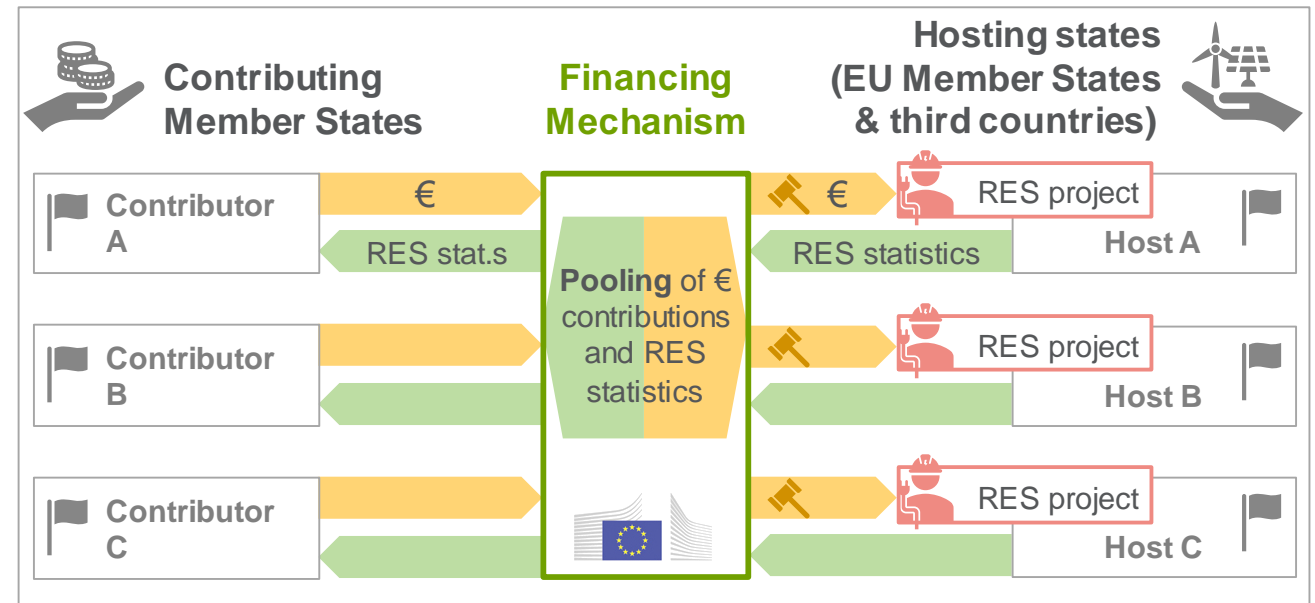 Contributing
Member States
Financing
Mechanism
Hosting states
(EU Member States
& third countries)
Contributor
A
€
RES stat.s
€
RES project
RES statistics
Host A
Pooling of €
contributions
and RES
statistics
Contributor
B
RES project
Host B
Contributor
C
RES project
Host C